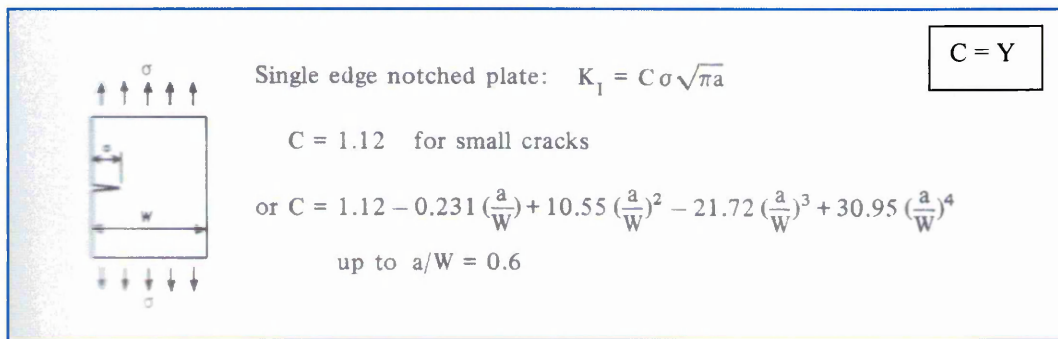 C = Y
Single edge notched plate: K_I = Cσ√πa
C = 1.12 for small cracks
or C = 1.12 – 0.231 (a/W) + 10.55 (a/W)² – 21.72 (a/W)³ + 30.95 (a/W)⁴
up to a/W = 0.6
σ
a
W
σ